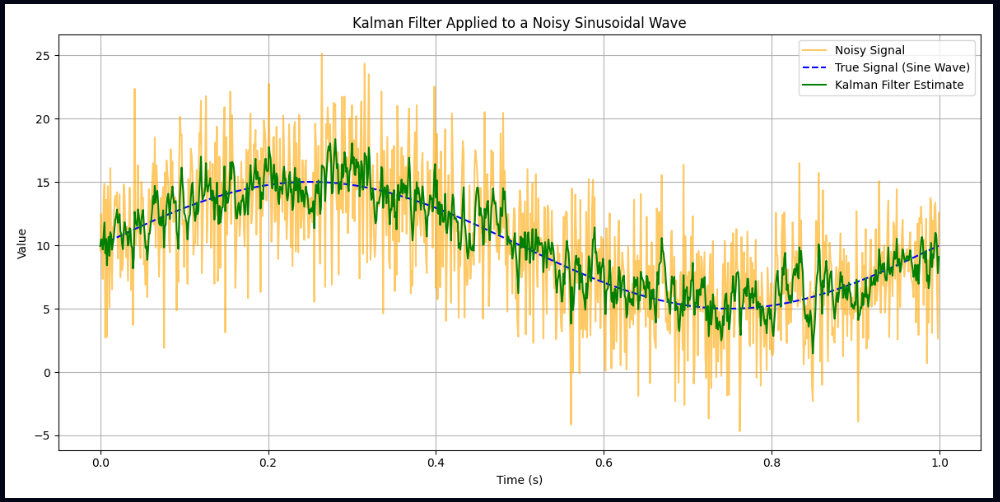 Kalman Filter Applied to a Noisy Sinusoidal Wave
Noisy Signal
True Signal (Sine Wave)
Kalman Filter Estimate
Value
25
20
15
10
5
0
−5
0.0 0.2 0.4 0.6 0.8 1.0
Time (s)